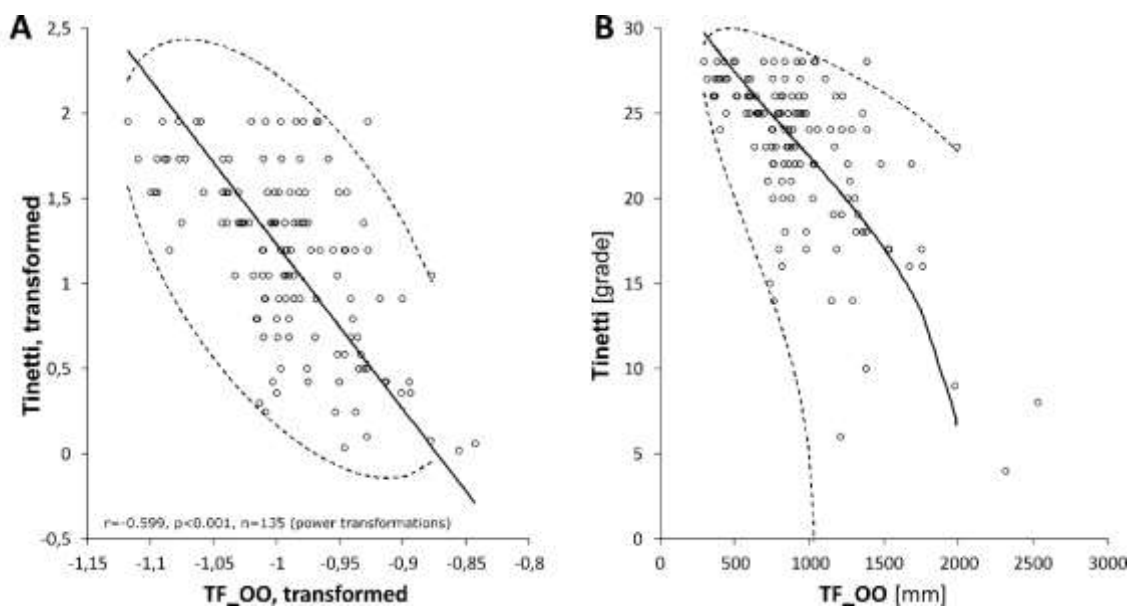 A
Tinetti, transformed
2,5
2
1,5
1
0,5
0
-0,5
r=-0.599, p<0.001, n=135 (power transformations)
-1,15 -1,1 -1,05 -1 -0,95 -0,9 -0,85 -0,8
TF_OO, transformed
B
Tinetti [grade]
30
25
20
15
10
5
0
0 500 1000 1500 2000 2500 3000
TF_OO [mm]